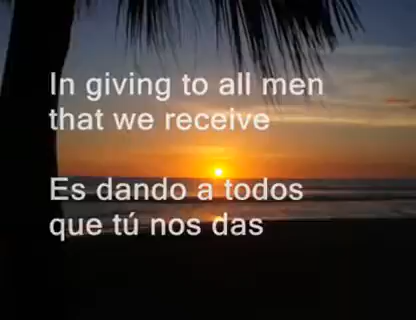 In giving to all men
that we receive
Es dando a todos
que tú nos das